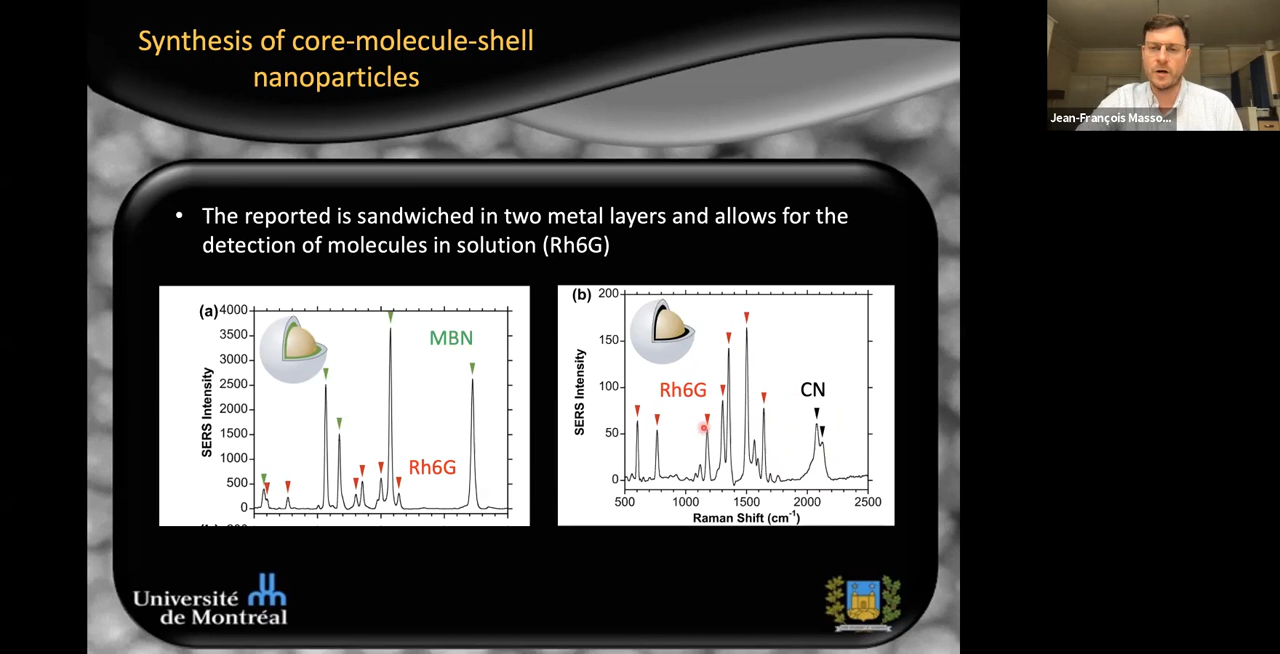 Synthesis of core-molecule-shell
nanoparticles
Jean-François Masso...
• The reported is sandwiched in two metal layers and allows for the
detection of molecules in solution (Rh6G)
(a)
4000
3500
3000
2500
2000
1500
1000
500
0
SERS Intensity
MBN
Rh6G
(b)
200
150
100
50
0
SERS Intensity
Rh6G
CN
500 1000 1500 2000 2500
Raman Shift (cm-1)
Université
de Montréal